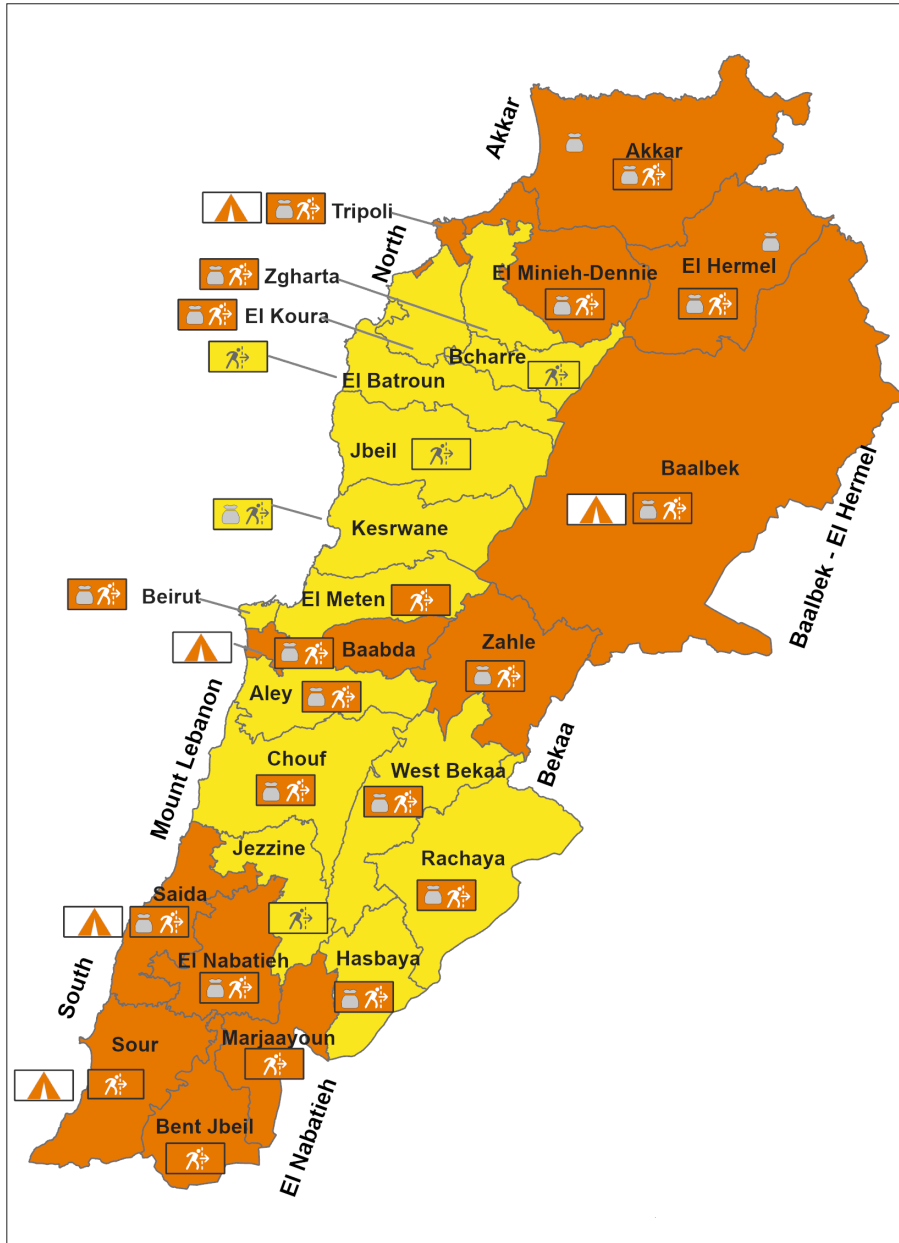 Akkar
Akkar
Tripoli
North
El Minieh-Dennie
El Hermel
Zgharta
El Koura
Bcharre
El Batroun
Jbeil
Baalbek
Baalbek - El Hermel
Kesrwane
Beirut
El Meten
Baabda
Zahle
Aley
Mount Lebanon
Bekaa
Chouf
West Bekaa
Jezzine
Rachaya
Saida
El Nabatieh
Hasbaya
South
Sour
Marjaayoun
Bent Jbeil
El Nabatieh